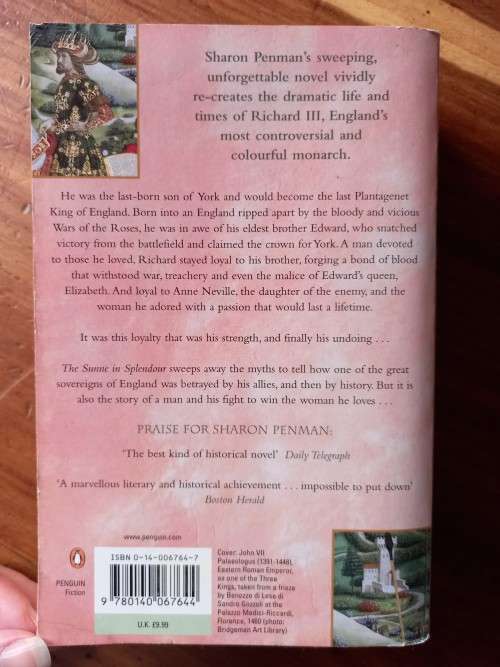 Sharon Penman's sweeping,
unforgettable novel vividly
re-creates the dramatic life and
times of Richard III, England's
most controversial and
colourful monarch.
He was the last-born son of York and would become the last Plantagenet
King of England. Born into an England ripped apart by the bloody and vicious
Wars of the Roses, he was in awe of his eldest brother Edward, who snatched
victory from the battlefield and claimed the crown for York. A man devoted
to those he loved, Richard stayed loyal to his brother, forging a bond of blood
that withstood war, treachery and even the malice of Edward's queen,
Elizabeth. And loyal to Anne Neville, the daughter of the enemy, and the
woman he adored with a passion that would last a lifetime.
It was this loyalty that was his strength, and finally his undoing . . .
The Sunne in Splendour sweeps away the myths to tell how one of the great
sovereigns of England was betrayed by his allies, and then by history. But it is
also the story of a man and his fight to win the woman he loves . . .
PRAISE FOR SHARON PENMAN:
'The best kind of historical novel' Daily Telegraph
'A marvellous literary and historical achievement . . . impossible to put down'
Boston Herald
www.penguin.com
PENGUIN
Fiction
ISBN 0-14-006764-7
9 780140 067644
U.K. £9.99
Cover: John VII
Palaeologus (1391-1448),
Eastern Roman Emperor,
as one of the Three
Kings, taken from a frieze
by Benozzo di Lese di
Sandro Gozzoli at the
Palazzo Medici-Riccardi,
Florence, 1460 (photo:
Bridgeman Art Library)